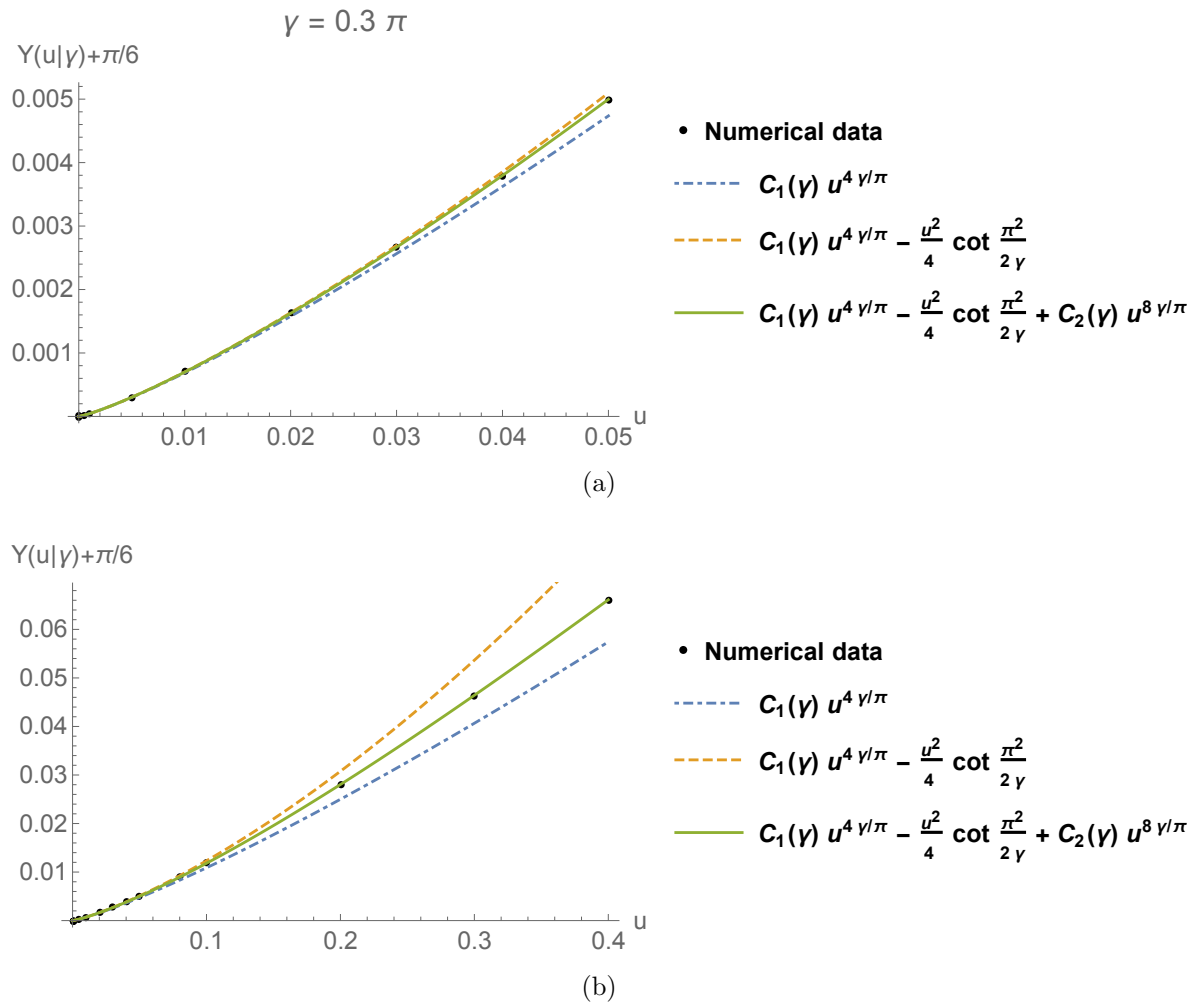 γ = 0.3 π
Y(u|γ)+π/6
0.005
0.004
0.003
0.002
0.001
0.01 0.02 0.03 0.04 0.05
u
• Numerical data
C₁(γ) u^{4 γ/π}
C₁(γ) u^{4 γ/π} − u²/4 cot π²/2γ
C₁(γ) u^{4 γ/π} − u²/4 cot π²/2γ + C₂(γ) u^{8 γ/π}
(a)
Y(u|γ)+π/6
0.06
0.05
0.04
0.03
0.02
0.01
0.1 0.2 0.3 0.4
u
• Numerical data
C₁(γ) u^{4 γ/π}
C₁(γ) u^{4 γ/π} − u²/4 cot π²/2γ
C₁(γ) u^{4 γ/π} − u²/4 cot π²/2γ + C₂(γ) u^{8 γ/π}
(b)